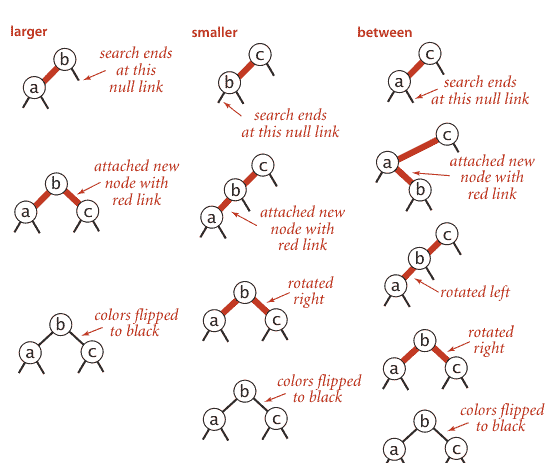 larger
b
search ends
at this
null link
a
b
attached new
node with
red link
a
c
b
colors flipped
to black
a
c
smaller
c
b
search ends
at this null link
c
b
a
attached new
node with
red link
b
rotated
right
a
c
b
colors flipped
to black
a
c
between
c
a
search ends
at this null link
c
a
attached new
node with
red link
b
c
b
a
rotated left
b
rotated
right
a
c
b
colors flipped
to black
a
c